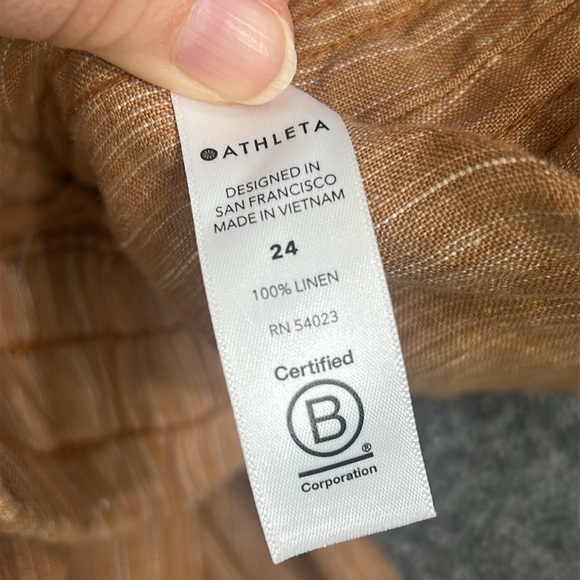 ATHLETA
DESIGNED IN
SAN FRANCISCO
MADE IN VIETNAM
24
100% LINEN
RN 54023
Certified
B
®
Corporation